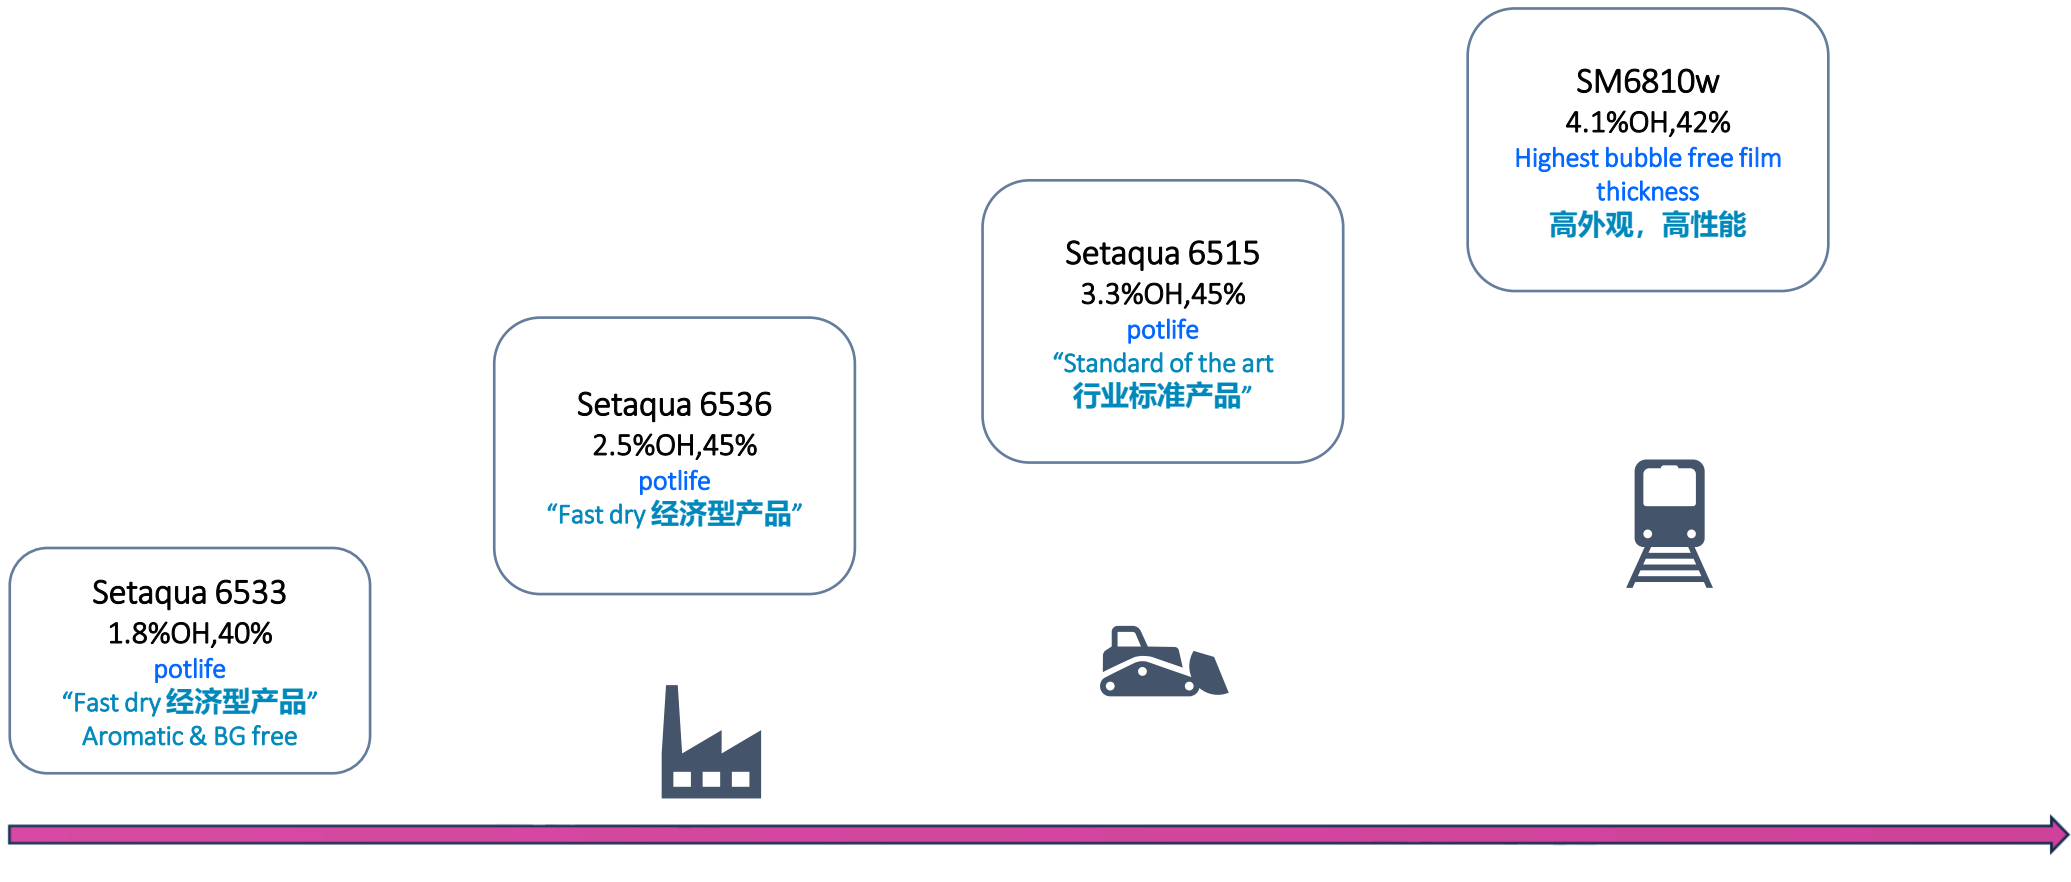 Setaqua 6533
1.8%OH,40%
potlife
“Fast dry 经济型产品”
Aromatic & BG free
Setaqua 6536
2.5%OH,45%
potlife
“Fast dry 经济型产品”
Setaqua 6515
3.3%OH,45%
potlife
“Standard of the art
行业标准产品”
SM6810w
4.1%OH,42%
Highest bubble free film
thickness
高外观，高性能